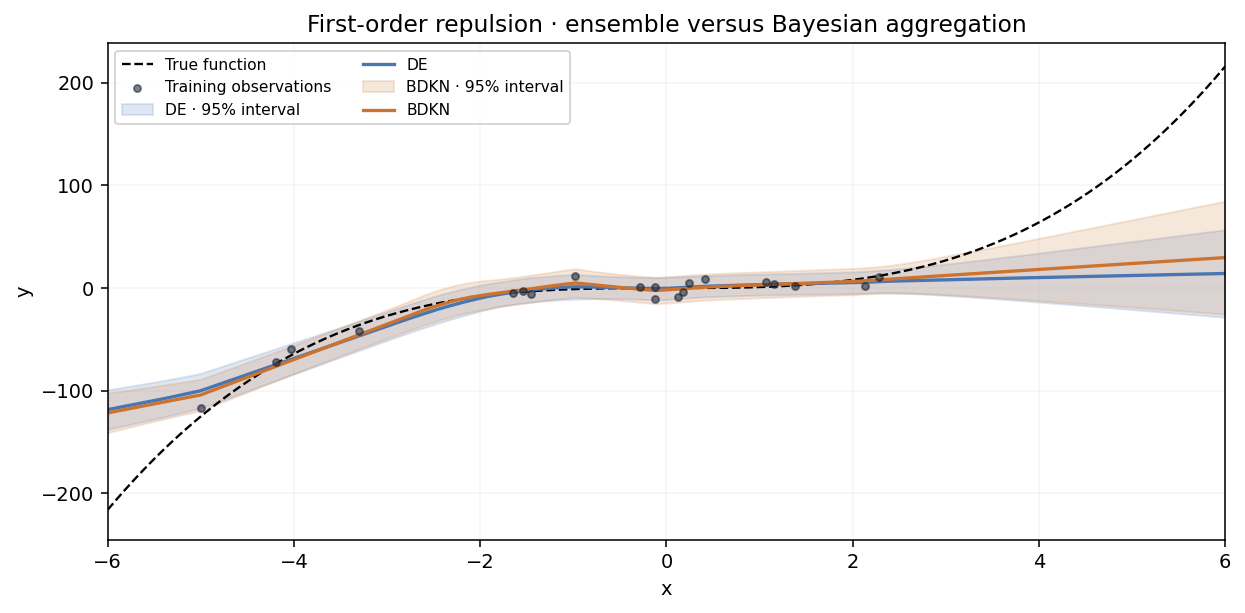 First-order repulsion · ensemble versus Bayesian aggregation
True function
Training observations
DE · 95% interval
DE
BDKN · 95% interval
BDKN
y
200
100
0
−100
−200
−6
−4
−2
0
2
4
6
x